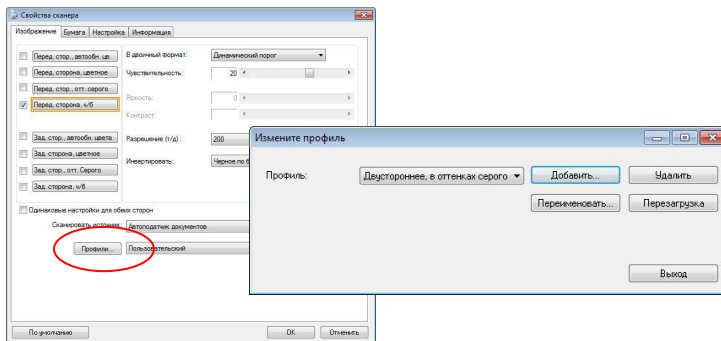 Свойства сканера
Изображение Бумага Настройка Информация
Перед. стор., автообн. цв
Перед. сторона, цветное
Перед. стор., отт. серого
Перед. сторона, ч/б
Зад. стор., автообн. цвета
Зад. сторона, цветное
Зад. стор., отт. Серого
Зад. сторона, ч/б
В двоичный формат: Динамический порог
Чувствительность: 20
Яркость: 0
Контраст:
Разрешение (т/д) : 200
Инвертировать: Черное по б
Одинаковые настройки для обеих сторон
Сканировать источник: Автоподатчик документов
Профили... Пользовательский
По умолчанию OK Отменить
Измените профиль
Профиль: Двустороннее, в оттенках серого Добавить... Удалить
Переименовать... Перезагрузка
Выход